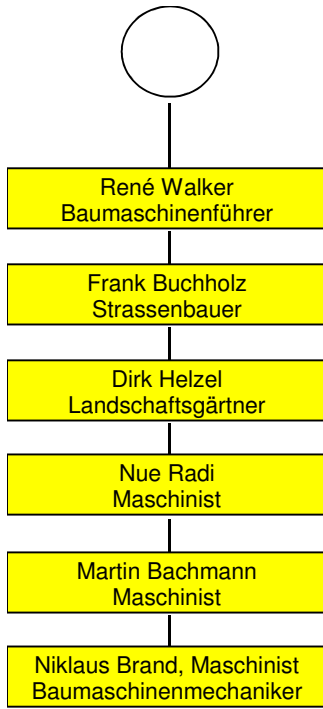 René Walker
Baumaschinenführer
Frank Buchholz
Strassenbauer
Dirk Helzel
Landschaftsgärtner
Nue Radi
Maschinist
Martin Bachmann
Maschinist
Niklaus Brand, Maschinist
Baumaschinenmechaniker